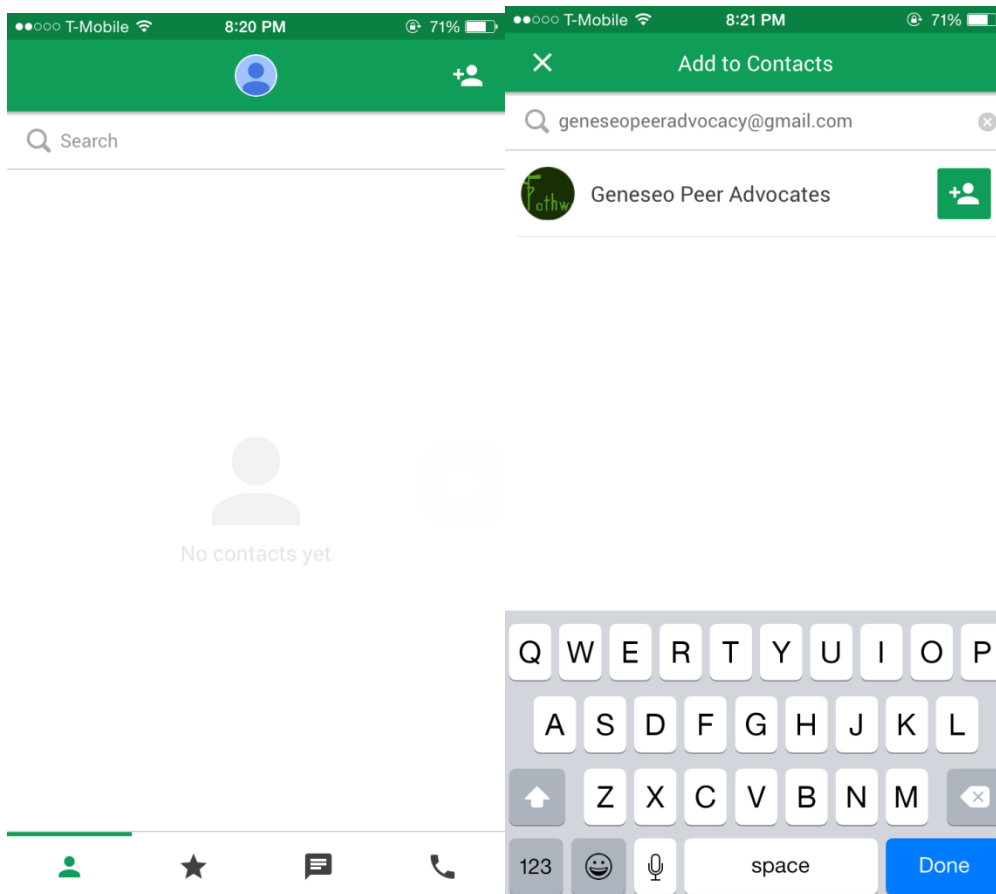 T-Mobile 8:20 PM 71%
Search
No contacts yet
T-Mobile 8:21 PM 71%
Add to Contacts
geneseopeeradvocacy@gmail.com
Pathw
Geneseo Peer Advocates
Q W E R T Y U I O P
A S D F G H J K L
Z X C V B N M
123 space Done